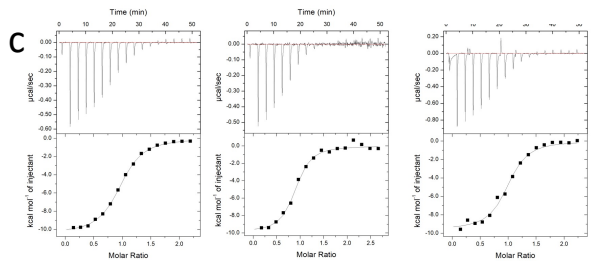 C
Time (min)
0 10 20 30 40 50
0.00
-0.10
-0.20
-0.30
-0.40
-0.50
-0.60
µcal/sec
0.0
-2.0
-4.0
-6.0
-8.0
-10.0
kcal mol⁻¹ of injectant
0.0 0.5 1.0 1.5 2.0
Molar Ratio
Time (min)
0 10 20 30 40 50
0.00
-0.10
-0.20
-0.30
-0.40
-0.50
µcal/sec
0.0
-2.0
-4.0
-6.0
-8.0
-10.0
kcal mol⁻¹ of injectant
0.0 0.5 1.0 1.5 2.0 2.5
Molar Ratio
0.00
-0.20
-0.40
-0.60
-0.80
µcal/sec
0.0
-2.0
-4.0
-6.0
-8.0
-10.0
kcal mol⁻¹ of injectant
0.0 0.5 1.0 1.5 2.0
Molar Ratio